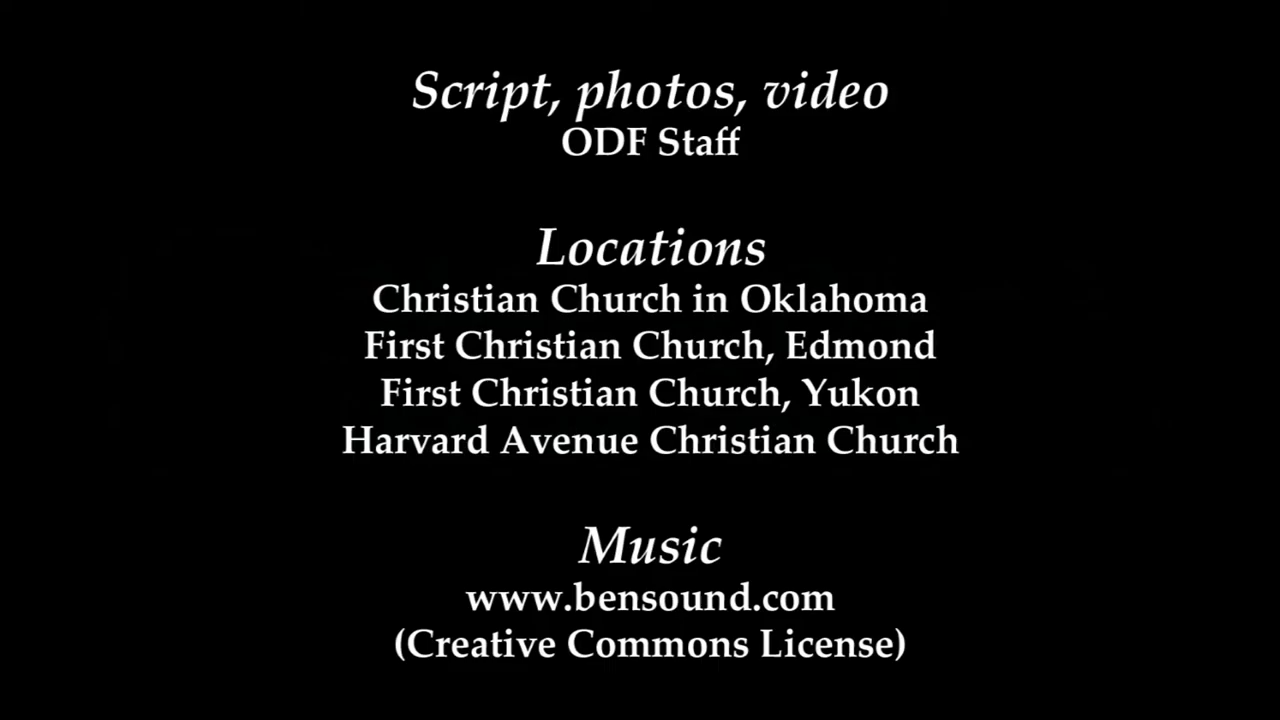 Script, photos, video
ODF Staff
Locations
Christian Church in Oklahoma
First Christian Church, Edmond
First Christian Church, Yukon
Harvard Avenue Christian Church
Music
www.bensound.com
(Creative Commons License)